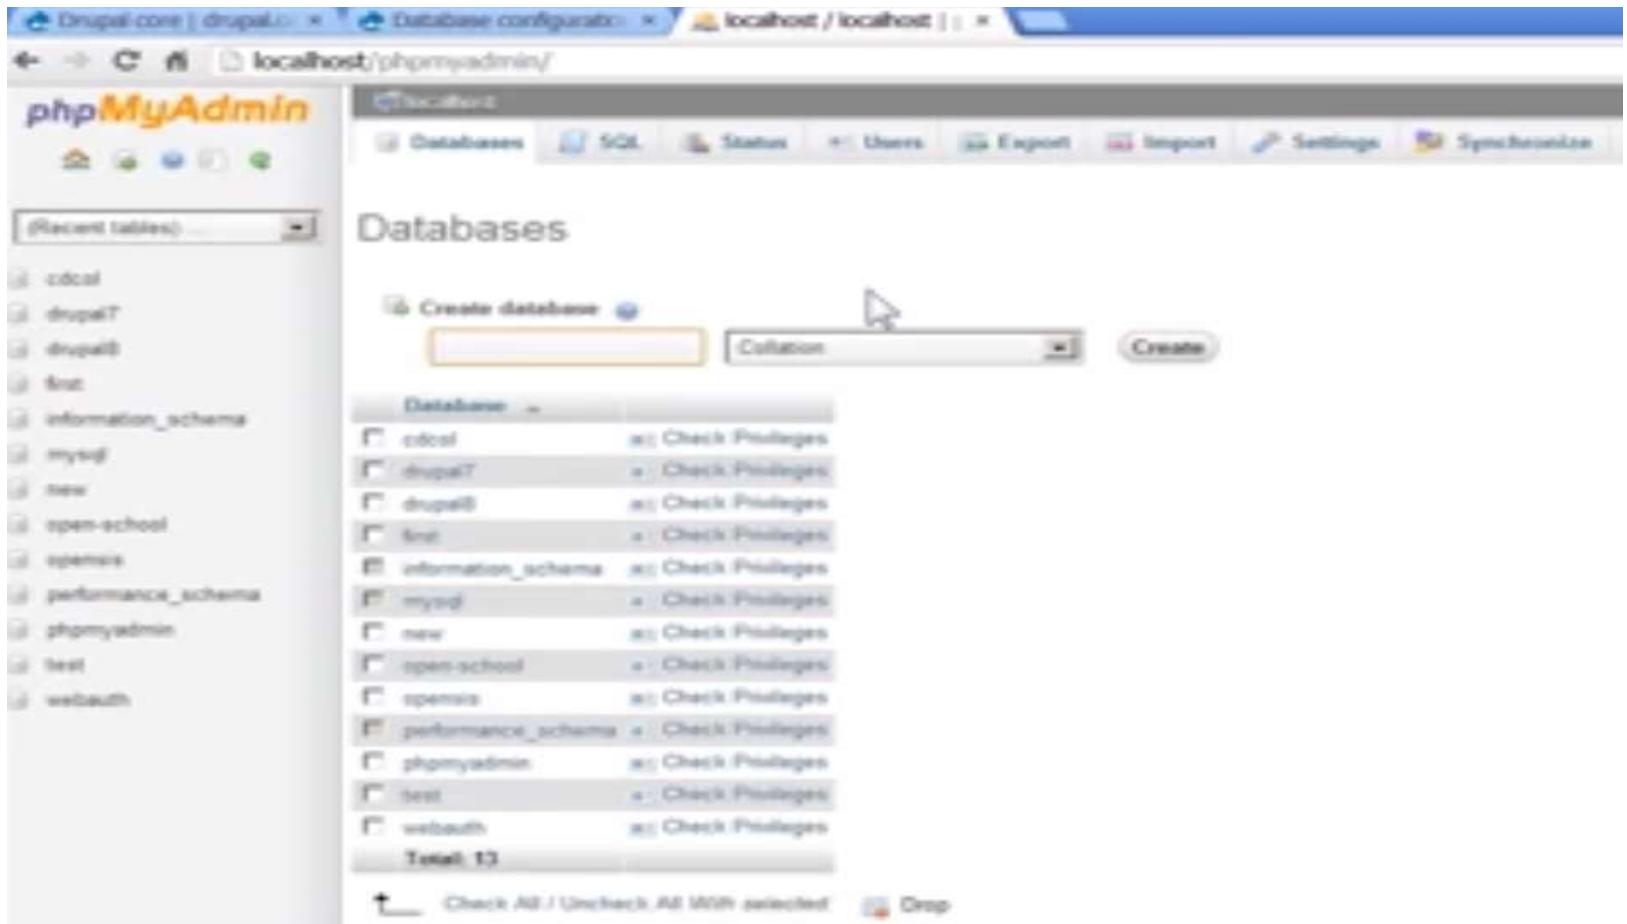 Drupal core | drupal.o × Database configuratio × localhost / localhost | p ×
localhost/phpmyadmin/
phpMyAdmin
localhost
Databases SQL Status Users Export Import Settings Synchronize
(Recent tables) ...
Databases
cdcol
drupal7
drupal8
first
information_schema
mysql
new
open-school
opensis
performance_schema
phpmyadmin
test
webauth
Create database
Collation Create
Database
cdcol Check Privileges
drupal7 Check Privileges
drupal8 Check Privileges
first Check Privileges
information_schema Check Privileges
mysql Check Privileges
new Check Privileges
open-school Check Privileges
opensis Check Privileges
performance_schema Check Privileges
phpmyadmin Check Privileges
test Check Privileges
webauth Check Privileges
Total: 13
Check All / Uncheck All With selected: Drop